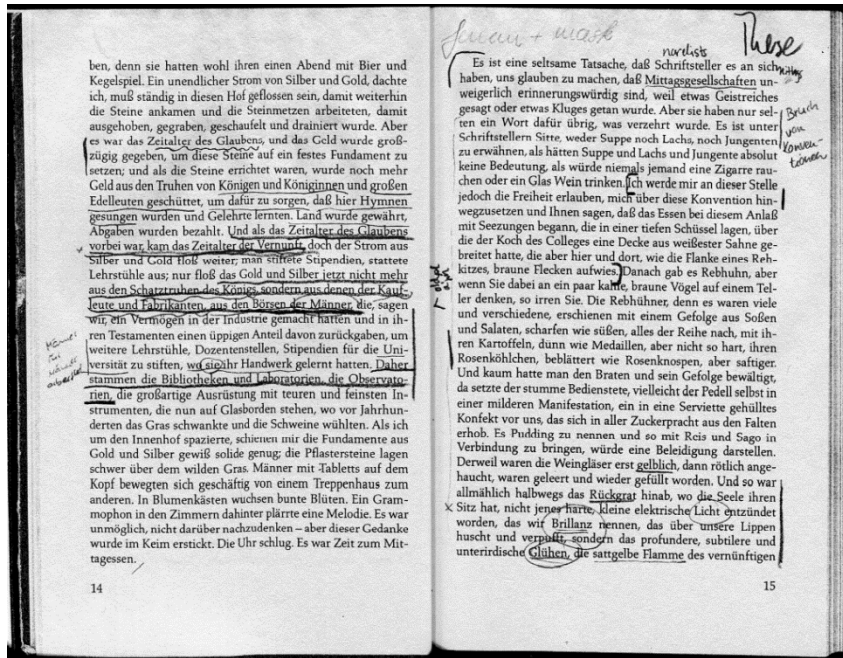 ben, denn sie hatten wohl ihren einen Abend mit Bier und
Kegelspiel. Ein unendlicher Strom von Silber und Gold, dachte
ich, muß ständig in diesen Hof geflossen sein, damit weiterhin
die Steine ankamen und die Steinmetzen arbeiteten, damit
ausgehoben, gegraben, geschaufelt und drainiert wurde. Aber
es war das Zeitalter des Glaubens, und das Geld wurde groß-
zügig gegeben, um diese Steine auf ein festes Fundament zu
setzen; und als die Steine errichtet waren, wurde noch mehr
Geld aus den Truhen von Königen und Königinnen und großen
Edelleuten geschüttet, um dafür zu sorgen, daß hier Hymnen
gesungen wurden und Gelehrte lernten. Land wurde gewährt,
Abgaben wurden bezahlt. Und als das Zeitalter des Glaubens
vorbei war, kam das Zeitalter der Vernunft, doch der Strom aus
Silber und Gold floß weiter; man stiftete Stipendien, stattete
Lehrstühle aus; nur floß das Gold und Silber jetzt nicht mehr
aus den Schatztruhen des Königs, sondern aus denen der Kauf-
leute und Fabrikanten, aus den Börsen der Männer, die, sagen
wir, ein Vermögen in der Industrie gemacht hatten und in ih-
ren Testamenten einen üppigen Anteil davon zurückgaben, um
weitere Lehrstühle, Dozentenstellen, Stipendien für die Uni-
versität zu stiften, wo sie ihr Handwerk gelernt hatten. Daher
stammen die Bibliotheken und Laboratorien, die Observato-
rien, die großartige Ausrüstung mit teuren und feinsten In-
strumenten, die nun auf Glasborden stehen, wo vor Jahrhun-
derten das Gras schwankte und die Schweine wühlten. Als ich
um den Innenhof spazierte, schienen mir die Fundamente aus
Gold und Silber gewiß solide genug; die Pflastersteine lagen
schwer über dem wilden Gras. Männer mit Tabletts auf dem
Kopf bewegten sich geschäftig von einem Treppenhaus zum
anderen. In Blumenkästen wuchsen bunte Blüten. Ein Gram-
mophon in den Zimmern dahinter plärrte eine Melodie. Es war
unmöglich, nicht darüber nachzudenken – aber dieser Gedanke
wurde im Keim erstickt. Die Uhr schlug. Es war Zeit zum Mit-
tagessen.
14
These
novelists
Es ist eine seltsame Tatsache, daß Schriftsteller es an sich
haben, uns glauben zu machen, daß Mittagsgesellschaften un-
weigerlich erinnerungswürdig sind, weil etwas Geistreiches
gesagt oder etwas Kluges getan wurde. Aber sie haben nur sel-
ten ein Wort dafür übrig, was verzehrt wurde. Es ist unter
Schriftstellern Sitte, weder Suppe noch Lachs, noch Jungenten
zu erwähnen, als hätten Suppe und Lachs und Jungente absolut
keine Bedeutung, als würde niemals jemand eine Zigarre rau-
chen oder ein Glas Wein trinken. Ich werde mir an dieser Stelle
jedoch die Freiheit erlauben, mich über diese Konvention hin-
wegzusetzen und Ihnen sagen, daß das Essen bei diesem Anlaß
mit Seezungen begann, die in einer tiefen Schüssel lagen, über
die der Koch des Colleges eine Decke aus weißester Sahne ge-
breitet hatte, die aber hier und dort, wie die Flanke eines Reh-
kitzes, braune Flecken aufwies. Danach gab es Rebhuhn, aber
wenn Sie dabei an ein paar kahle, braune Vögel auf einem Tel-
ler denken, so irren Sie. Die Rebhühner, denn es waren viele
und verschiedene, erschienen mit einem Gefolge aus Soßen
und Salaten, scharfen wie süßen, alles der Reihe nach, mit ih-
ren Kartoffeln, dünn wie Medaillen, aber nicht so hart, ihren
Rosenköhlchen, beblättert wie Rosenknospen, aber saftiger.
Und kaum hatte man den Braten und sein Gefolge bewältigt,
da setzte der stumme Bedienstete, vielleicht der Pedell selbst in
einer milderen Manifestation, ein in eine Serviette gehülltes
Konfekt vor uns, das sich in aller Zuckerpracht aus den Falten
erhob. Es Pudding zu nennen und so mit Reis und Sago in
Verbindung zu bringen, würde eine Beleidigung darstellen.
Derweil waren die Weingläser erst gelblich, dann rötlich ange-
haucht, waren geleert und wieder gefüllt worden. Und so war
allmählich halbwegs das Rückgrat hinab, wo die Seele ihren
Sitz hat, nicht jenes harte, kleine elektrische Licht entzündet
worden, das wir Brillanz nennen, das über unsere Lippen
huscht und verpufft, sondern das profundere, subtilere und
unterirdische Glühen, die sattgelbe Flamme des vernünftigen
Bruch
von
Konven-
tionen
15